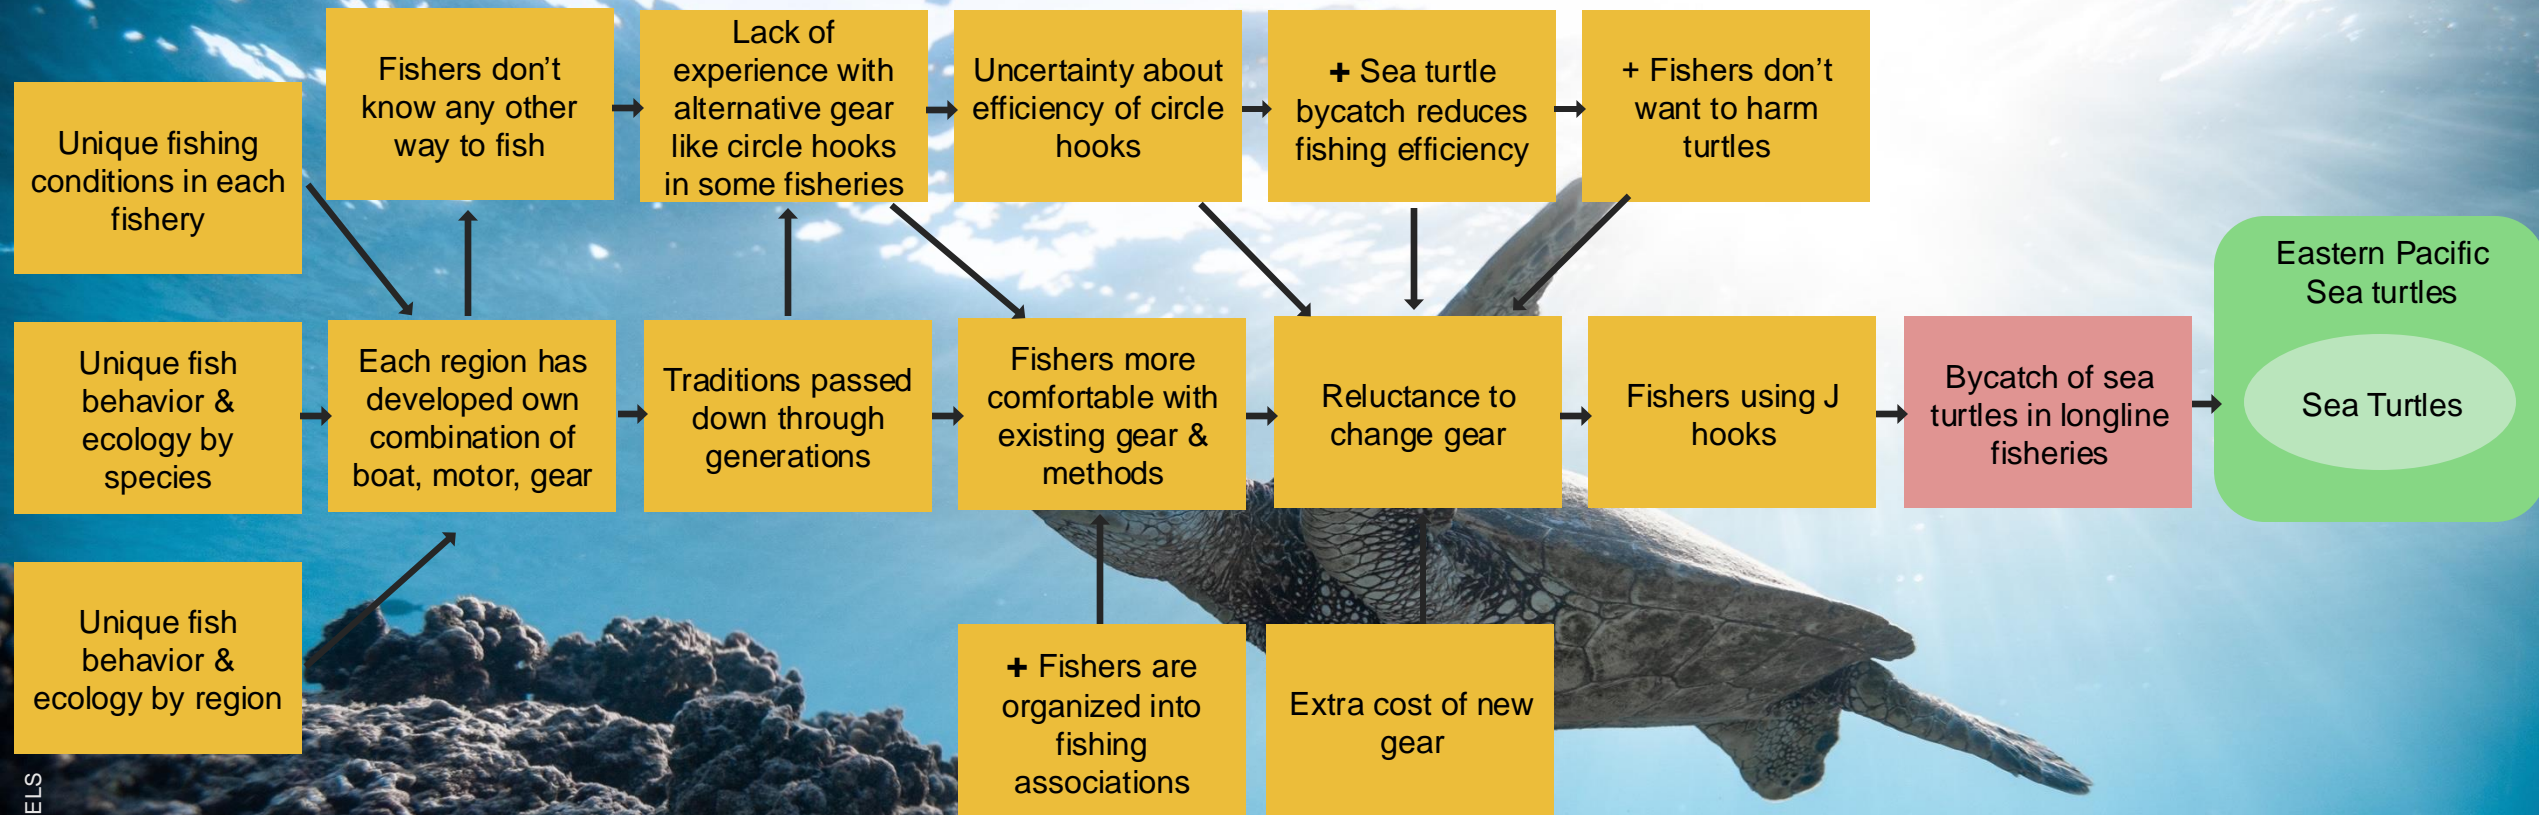 Unique fishing
conditions in each
fishery
Unique fish
behavior &
ecology by
species
Unique fish
behavior &
ecology by region
Fishers don't
know any other
way to fish
Each region has
developed own
combination of
boat, motor, gear
Lack of
experience with
alternative gear
like circle hooks
in some fisheries
Traditions passed
down through
generations
Uncertainty about
efficiency of circle
hooks
Fishers more
comfortable with
existing gear &
methods
+ Fishers are
organized into
fishing
associations
+ Sea turtle
bycatch reduces
fishing efficiency
Reluctance to
change gear
Extra cost of new
gear
+ Fishers don't
want to harm
turtles
Fishers using J
hooks
Bycatch of sea
turtles in longline
fisheries
Eastern Pacific
Sea turtles
Sea Turtles
ELS